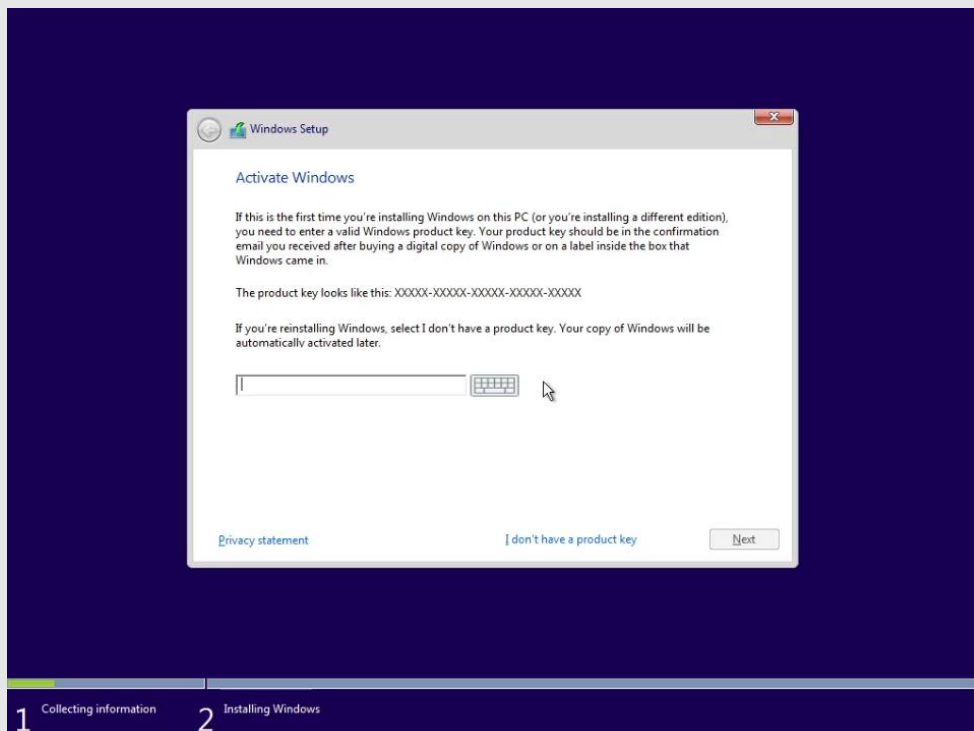 Windows Setup
Activate Windows
If this is the first time you're installing Windows on this PC (or you're installing a different edition),
you need to enter a valid Windows product key. Your product key should be in the confirmation
email you received after buying a digital copy of Windows or on a label inside the box that
Windows came in.
The product key looks like this: XXXXX-XXXXX-XXXXX-XXXXX-XXXXX
If you're reinstalling Windows, select I don't have a product key. Your copy of Windows will be
automatically activated later.
Privacy statement I don't have a product key Next
1 Collecting information 2 Installing Windows